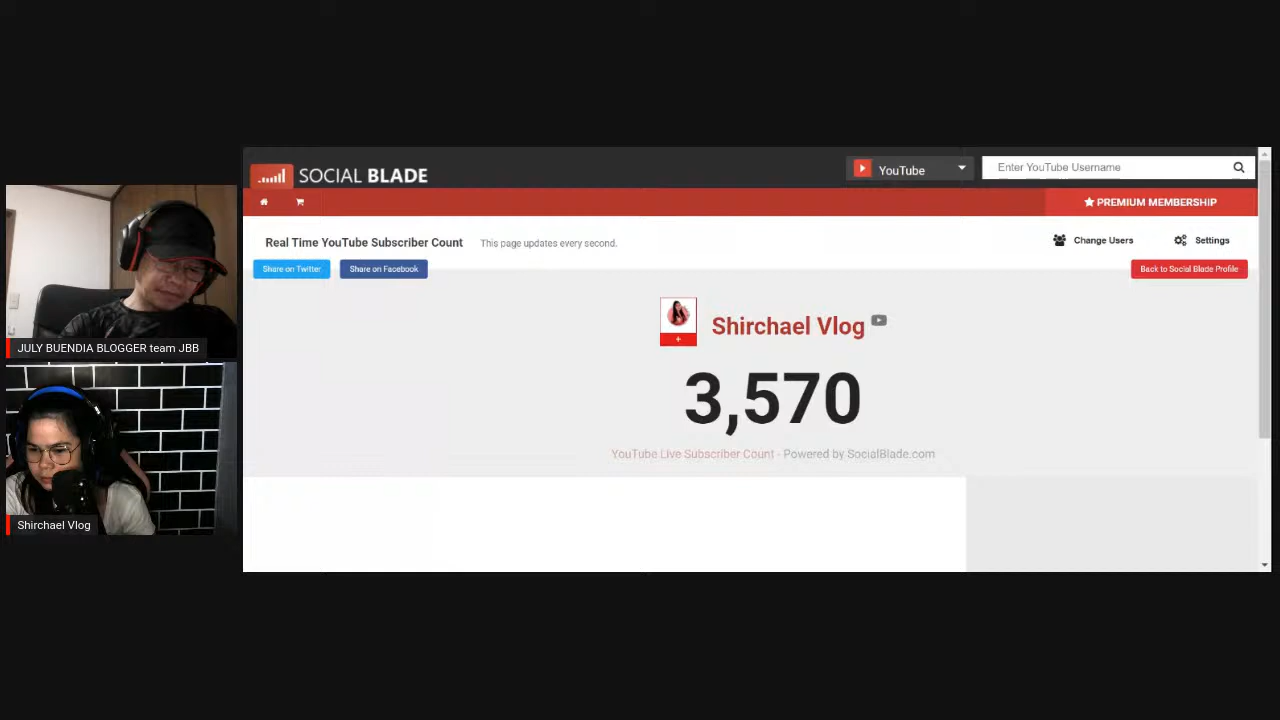 SOCIAL BLADE
YouTube
Enter YouTube Username
PREMIUM MEMBERSHIP
Real Time YouTube Subscriber Count
This page updates every second.
Change Users
Settings
Share on Twitter
Share on Facebook
Back to Social Blade Profile
Shirchael Vlog
+
3,570
YouTube Live Subscriber Count - Powered by SocialBlade.com
JULY BUENDIA BLOGGER team JBB
Shirchael Vlog